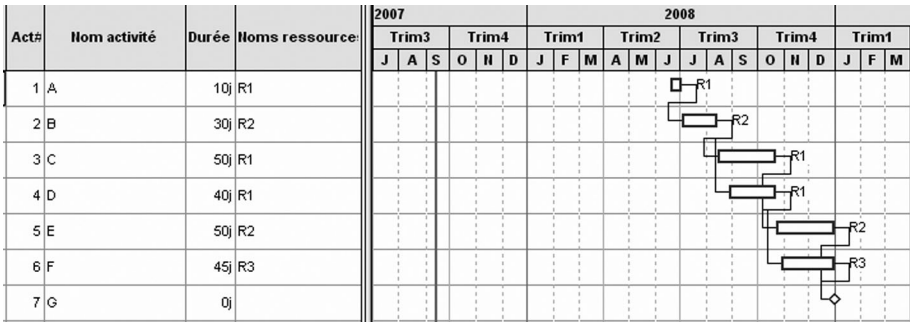 2007 2008
Act# Nom activité Durée Noms ressource: Trim3 Trim4 Trim1 Trim2 Trim3 Trim4 Trim1
J A S O N D J F M A M J J A S O N D J F M
1 A 10j R1 R1
2 B 30j R2 R2
3 C 50j R1 R1
4 D 40j R1 R1
5 E 50j R2 R2
6 F 45j R3 R3
7 G 0j